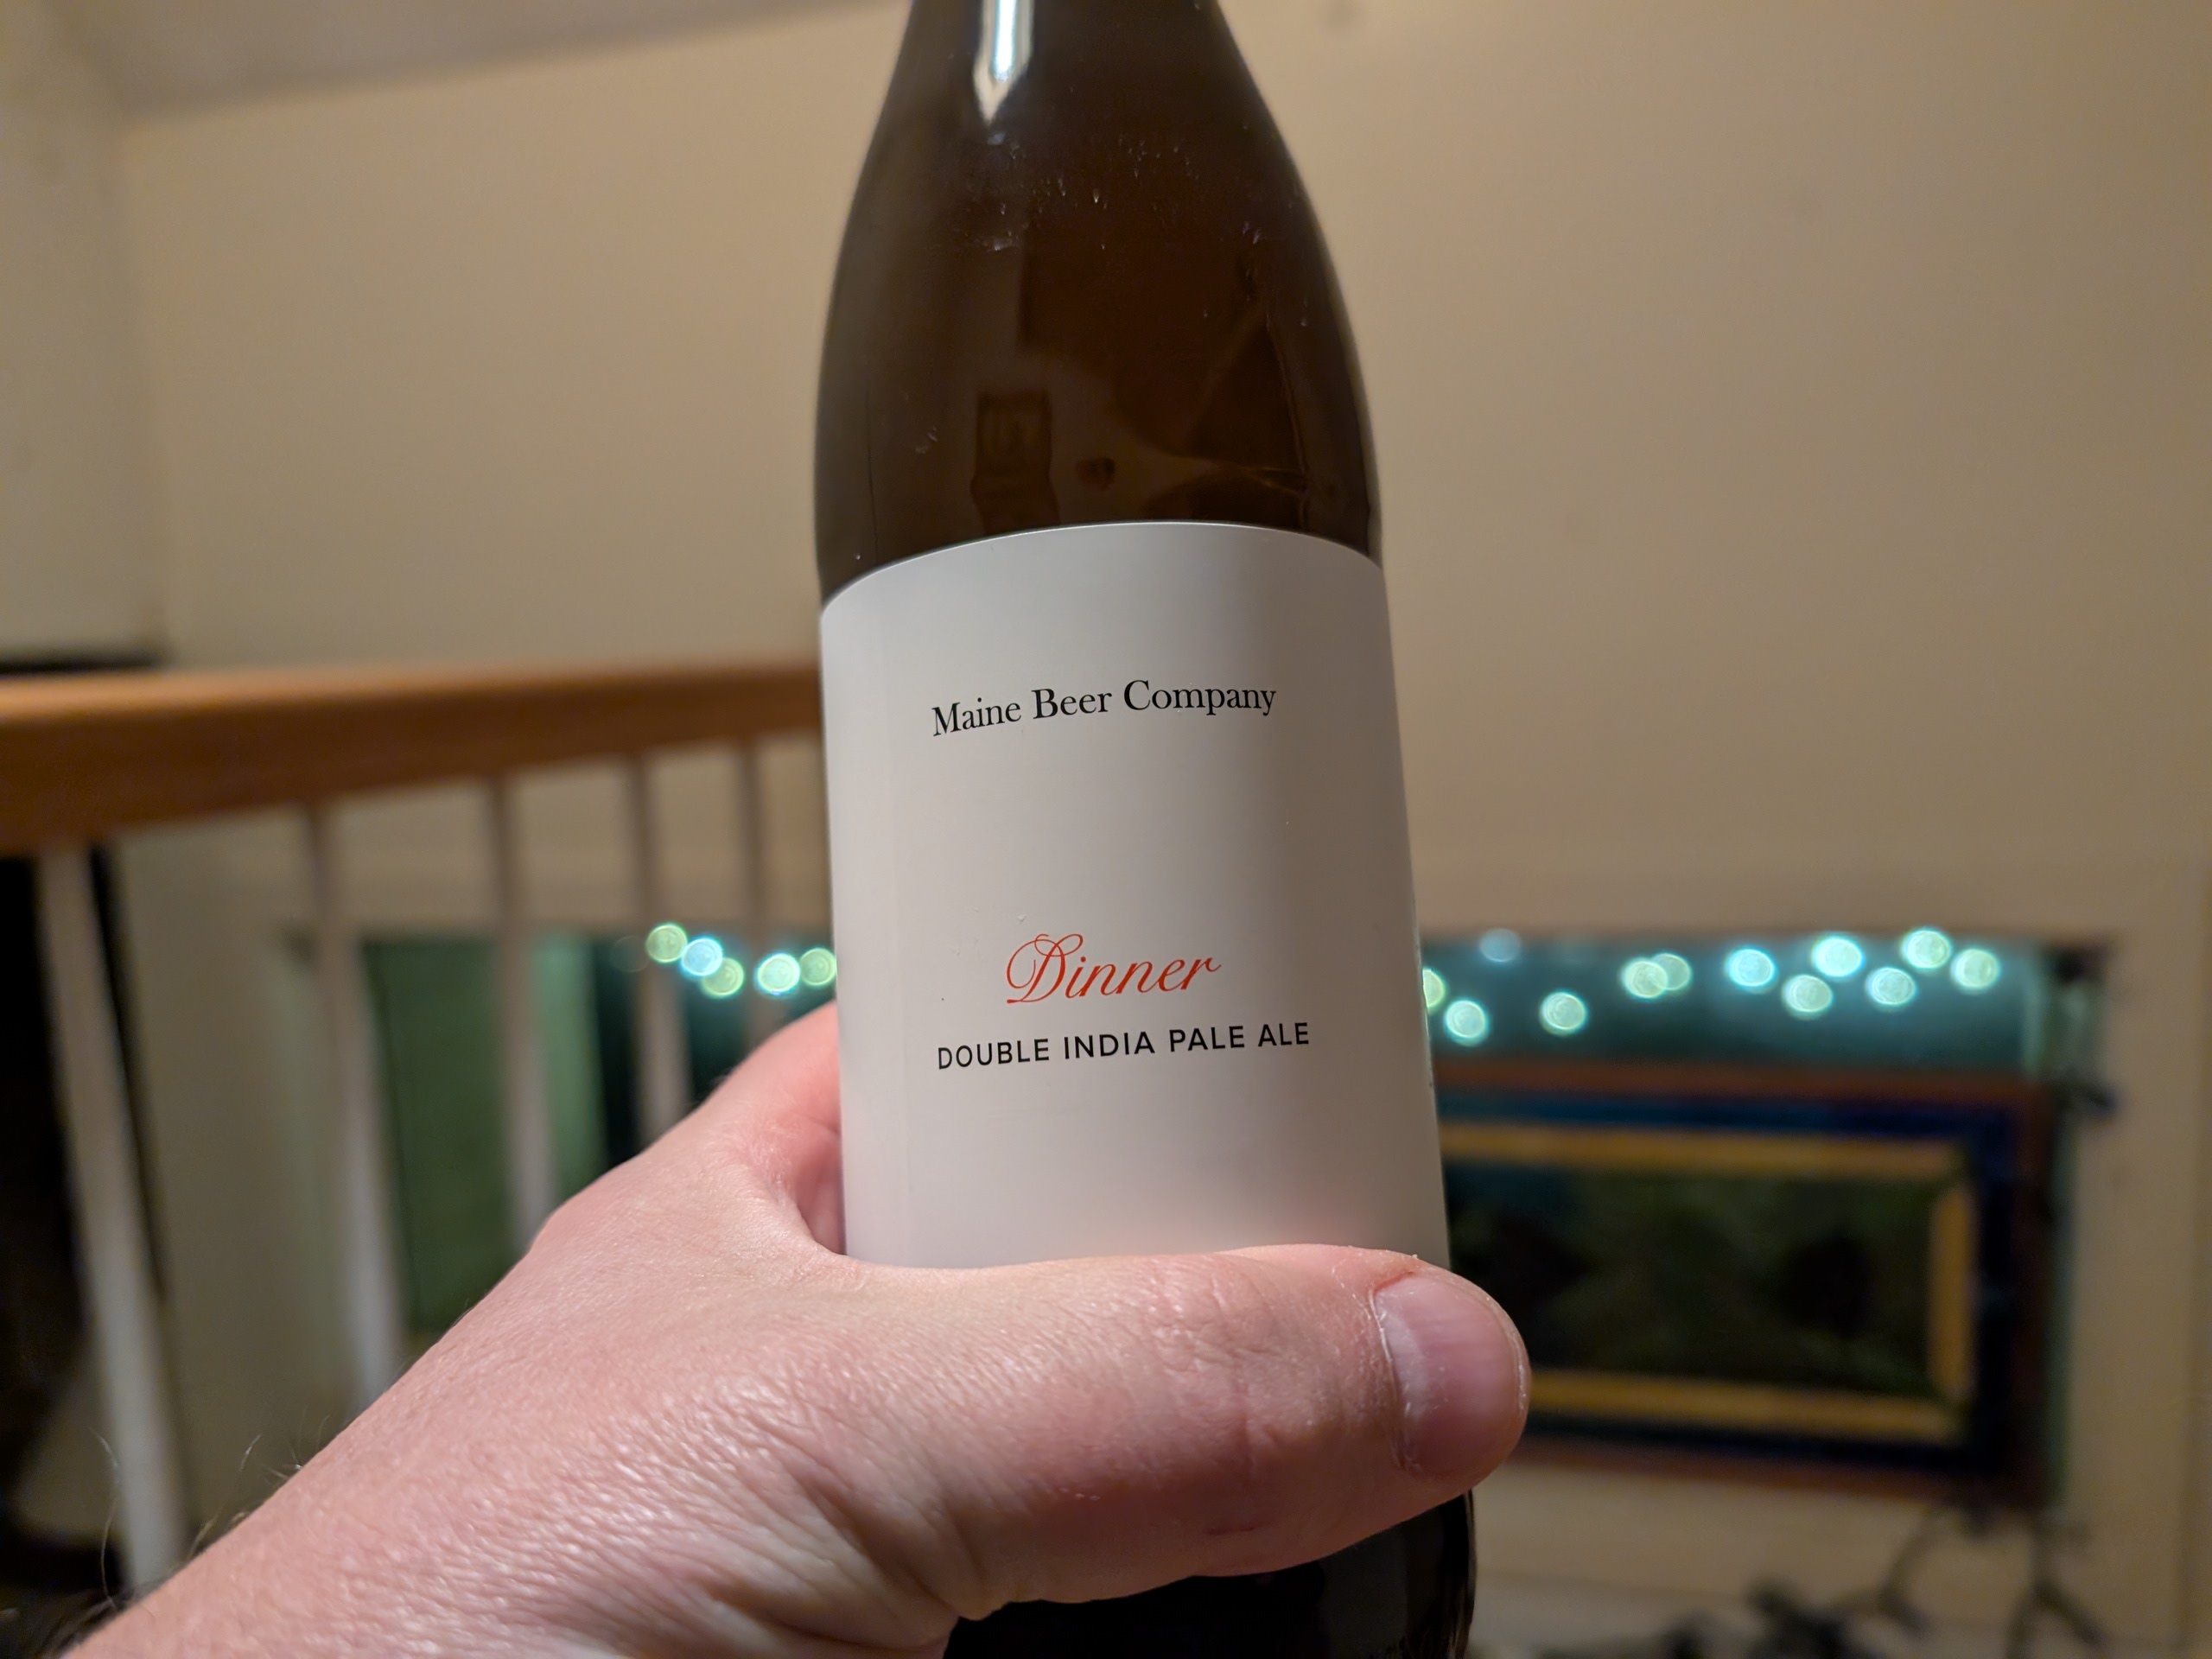 Maine Beer Company
Dinner
DOUBLE INDIA PALE ALE